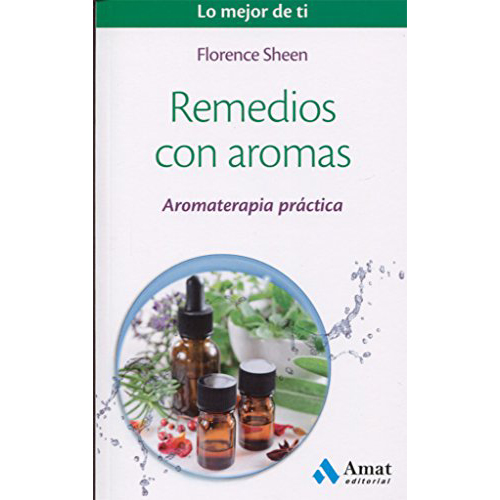 Lo mejor de ti
Florence Sheen
Remedios
con aromas
Aromaterapia práctica
Amat
editorial